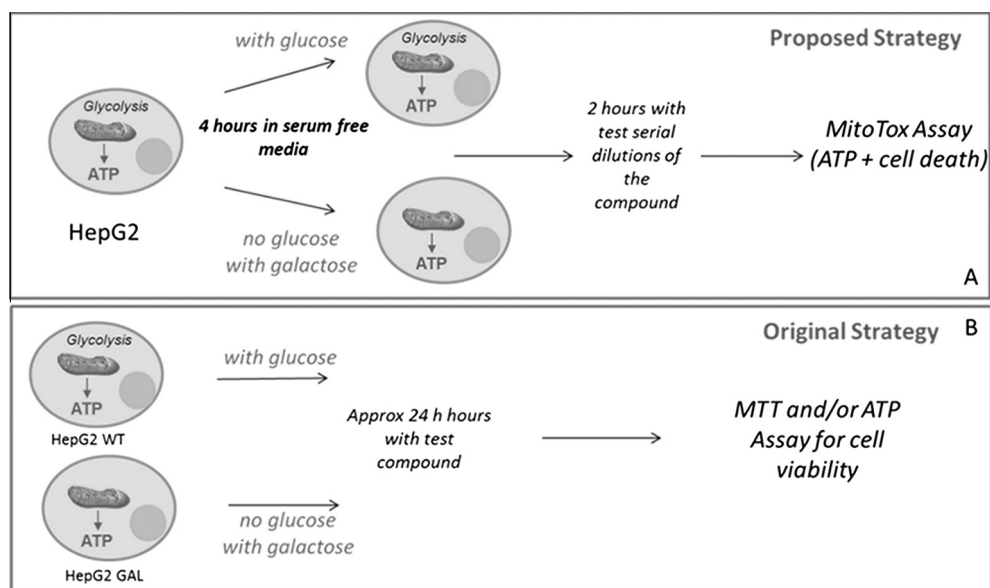 Proposed Strategy
HepG2
Glycolysis
ATP
with glucose
4 hours in serum free
media
no glucose
with galactose
Glycolysis
ATP
ATP
2 hours with
test serial
dilutions of
the
compound
MitoTox Assay
(ATP + cell death)
A
Original Strategy
B
Glycolysis
ATP
HepG2 WT
with glucose
ATP
HepG2 GAL
no glucose
with galactose
Approx 24 h hours
with test
compound
MTT and/or ATP
Assay for cell
viability